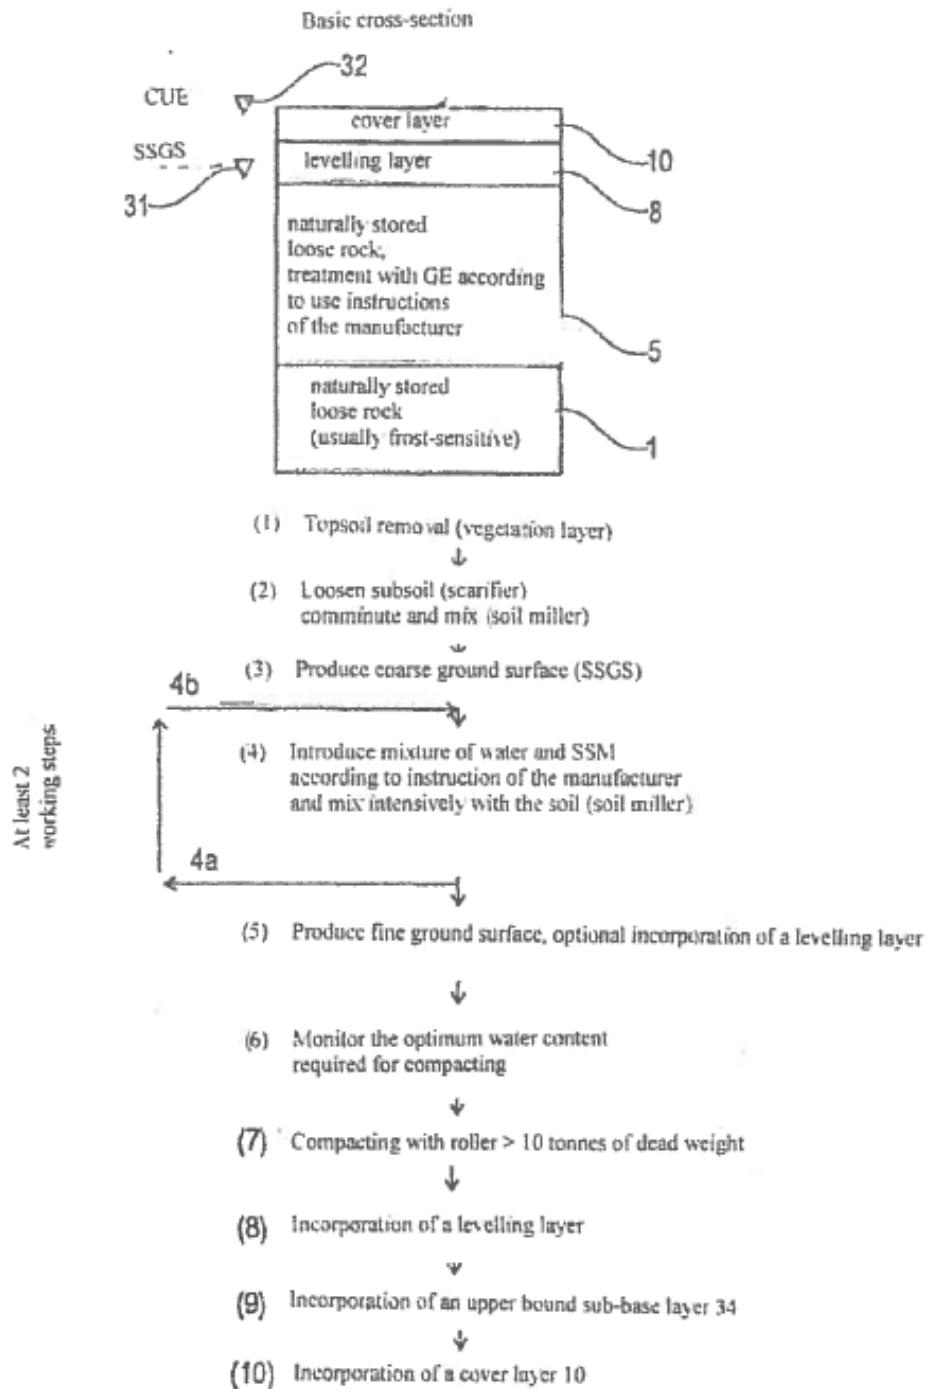 Basic cross-section
32
CUE
cover layer
10
SSGS
levelling layer
31
8
naturally stored
loose rock,
treatment with GE according
to use instructions
of the manufacturer
5
naturally stored
loose rock
(usually frost-sensitive)
1
(1) Topsoil removal (vegetation layer)
(2) Loosen subsoil (scarifier)
comminute and mix (soil miller)
(3) Produce coarse ground surface (SSGS)
4b
(4) Introduce mixture of water and SSM
according to instruction of the manufacturer
and mix intensively with the soil (soil miller)
At least 2
working steps
4a
(5) Produce fine ground surface, optional incorporation of a levelling layer
(6) Monitor the optimum water content
required for compacting
(7) Compacting with roller > 10 tonnes of dead weight
(8) Incorporation of a levelling layer
(9) Incorporation of an upper bound sub-base layer 34
(10) Incorporation of a cover layer 10